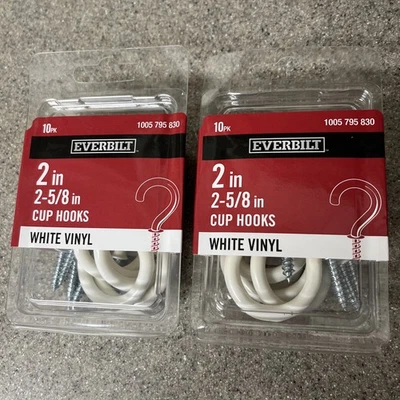 10PK 1005 795 830
EVERBILT
2 in
2-5/8 in
CUP HOOKS
WHITE VINYL
10PK 1005 795 830
EVERBILT
2 in
2-5/8 in
CUP HOOKS
WHITE VINYL